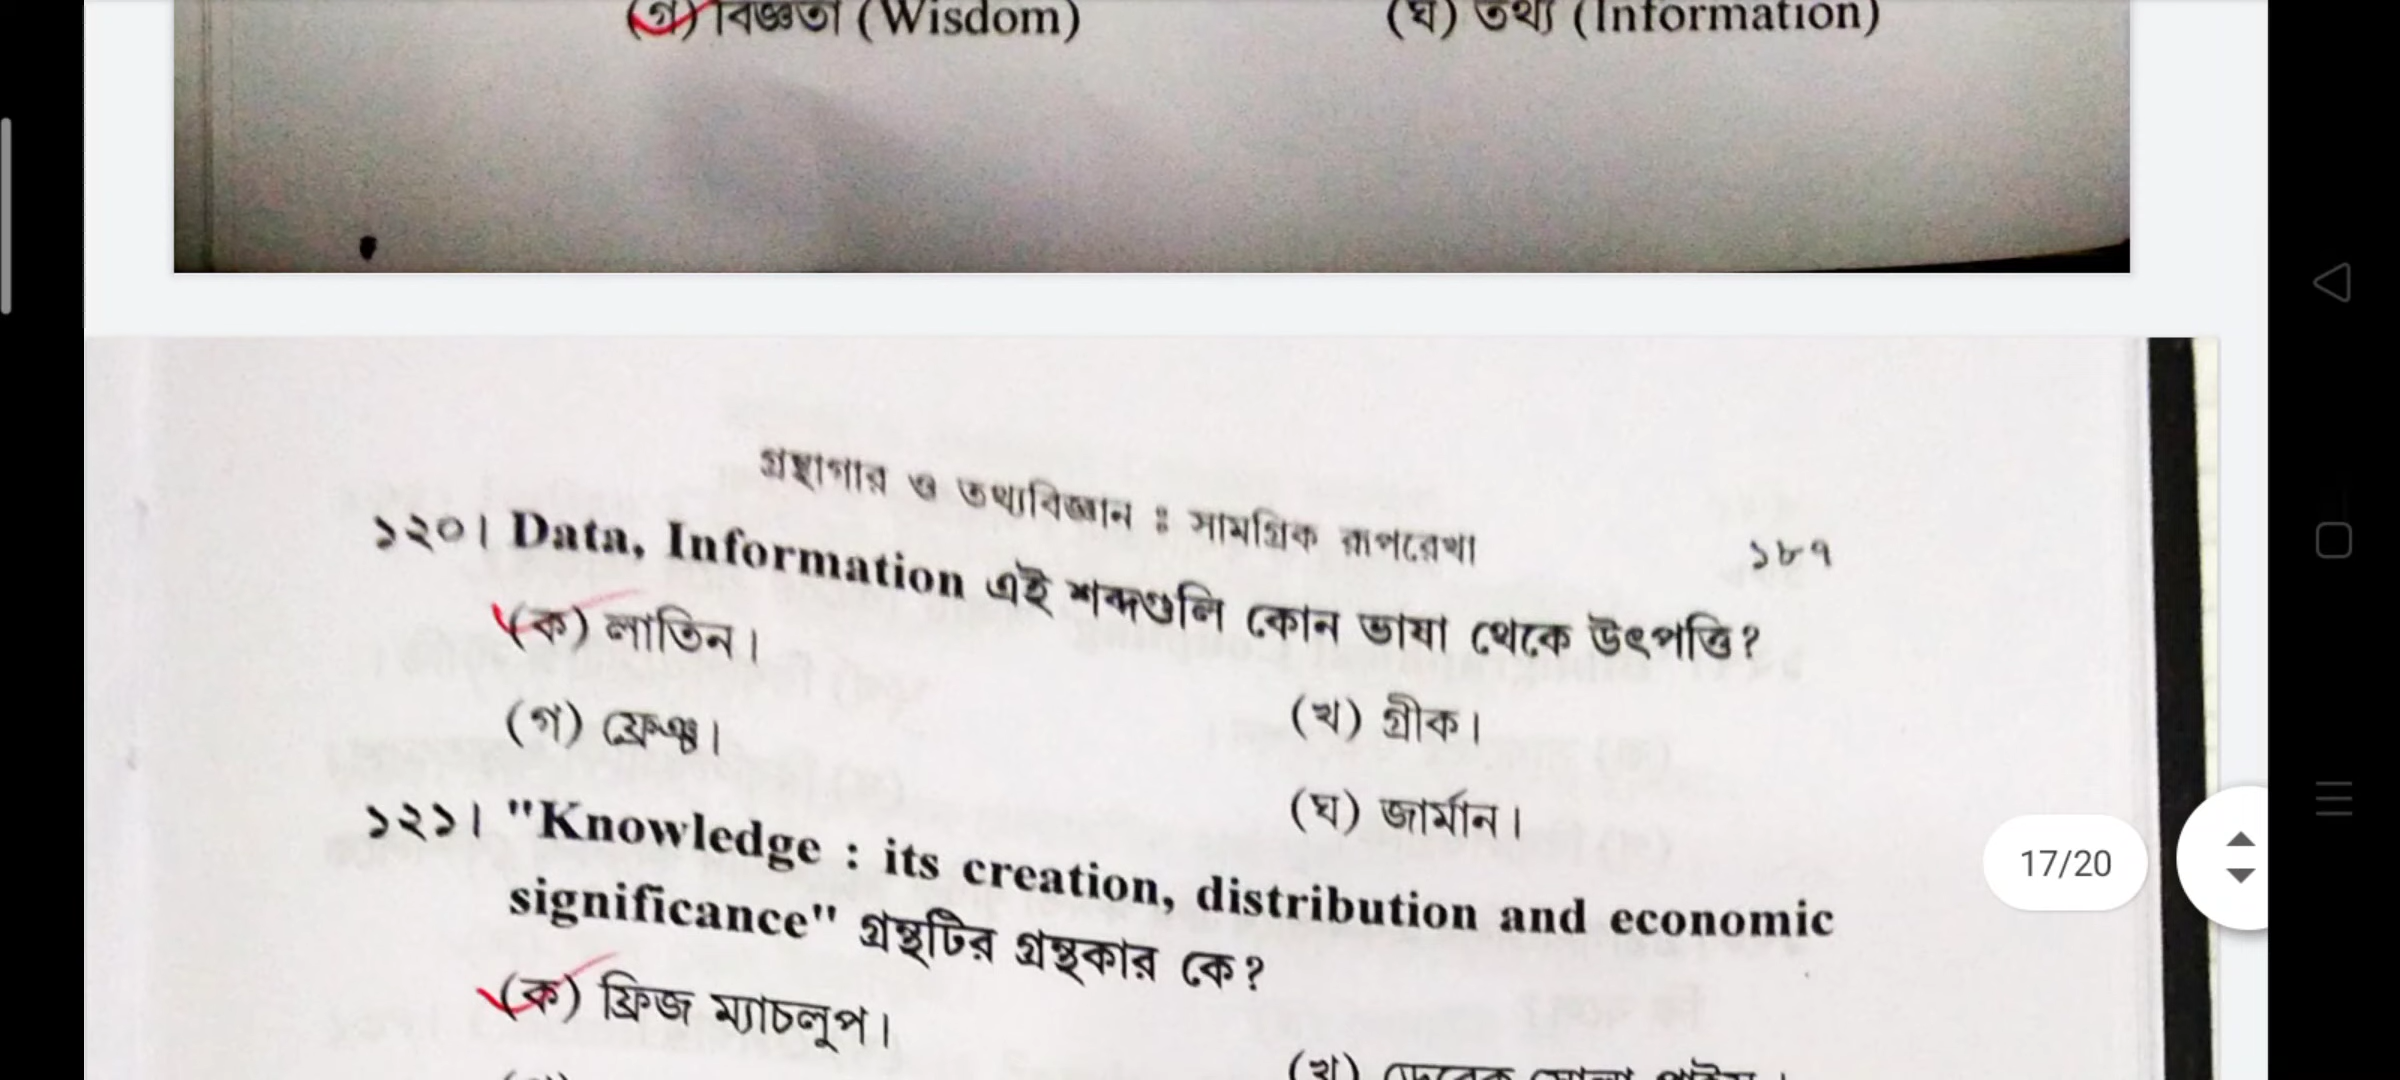 (গ) বিজ্ঞতা (Wisdom) (ঘ) তথ্য (Information)
গ্রন্থাগার ও তথ্যবিজ্ঞান ঃ সামগ্রিক রূপরেখা ১৮৭
১২০। Data, Information এই শব্দগুলি কোন ভাষা থেকে উৎপত্তি?
(ক) লাতিন।
(খ) গ্রীক।
(গ) ফ্রেঞ্চ।
(ঘ) জার্মান।
১২১। "Knowledge : its creation, distribution and economic
significance" গ্রন্থটির গ্রন্থকার কে?
(ক) ফ্রিজ ম্যাচলুপ।
(খ)
17/20